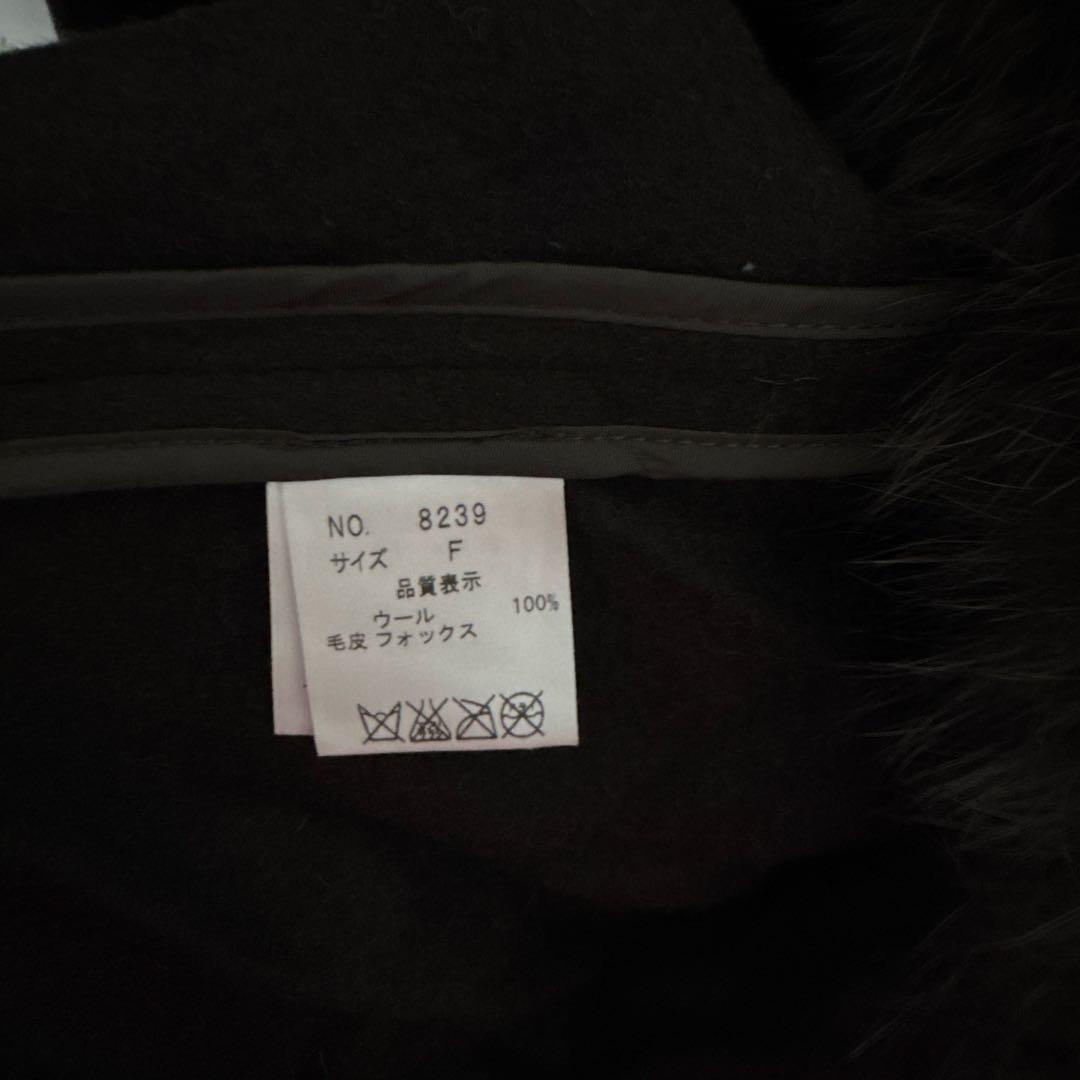 NO. 8239
サイズ F
品質表示
ウール 100%
毛皮 フォックス